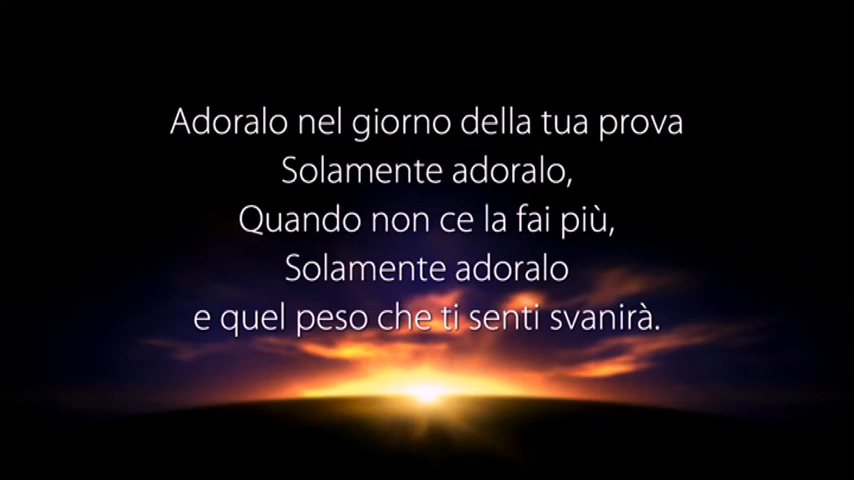 Adoralo nel giorno della tua prova
Solamente adoralo,
Quando non ce la fai più,
Solamente adoralo
e quel peso che ti senti svanirà.